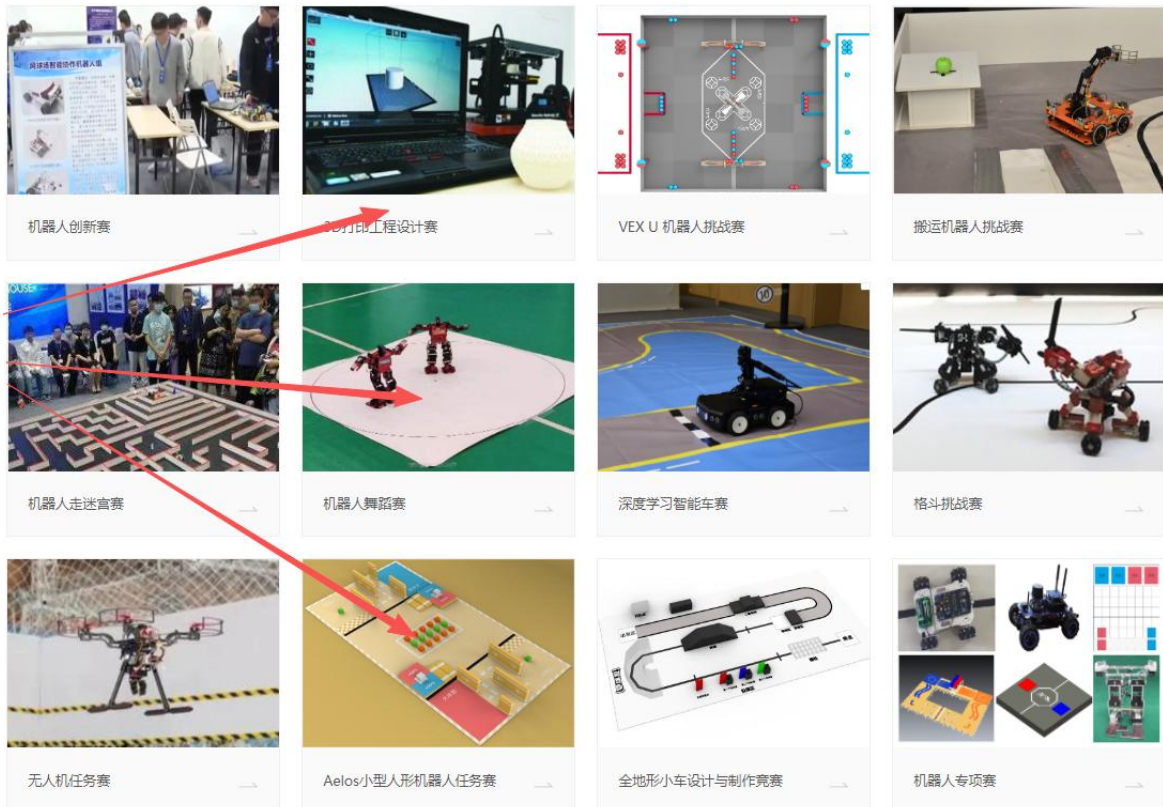 机器人创新赛
3D打印工程设计赛
VEX U 机器人挑战赛
搬运机器人挑战赛
机器人走迷宫赛
机器人舞蹈赛
深度学习智能车赛
格斗挑战赛
无人机任务赛
Aelos小型人形机器人任务赛
全地形小车设计与制作竞赛
机器人专项赛